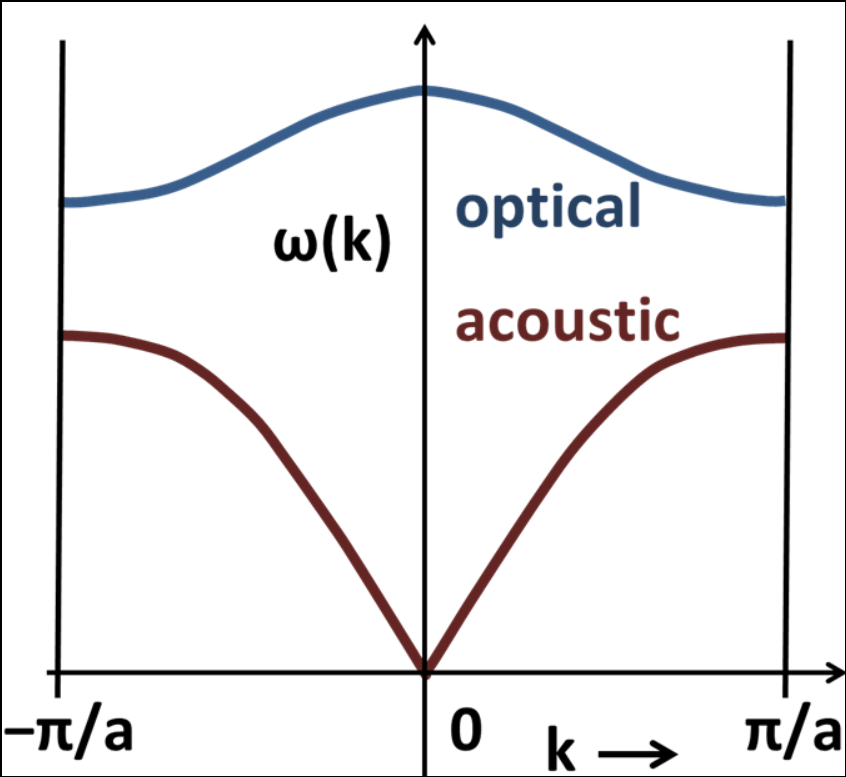 optical
ω(k)
acoustic
–π/a
0
k →
π/a